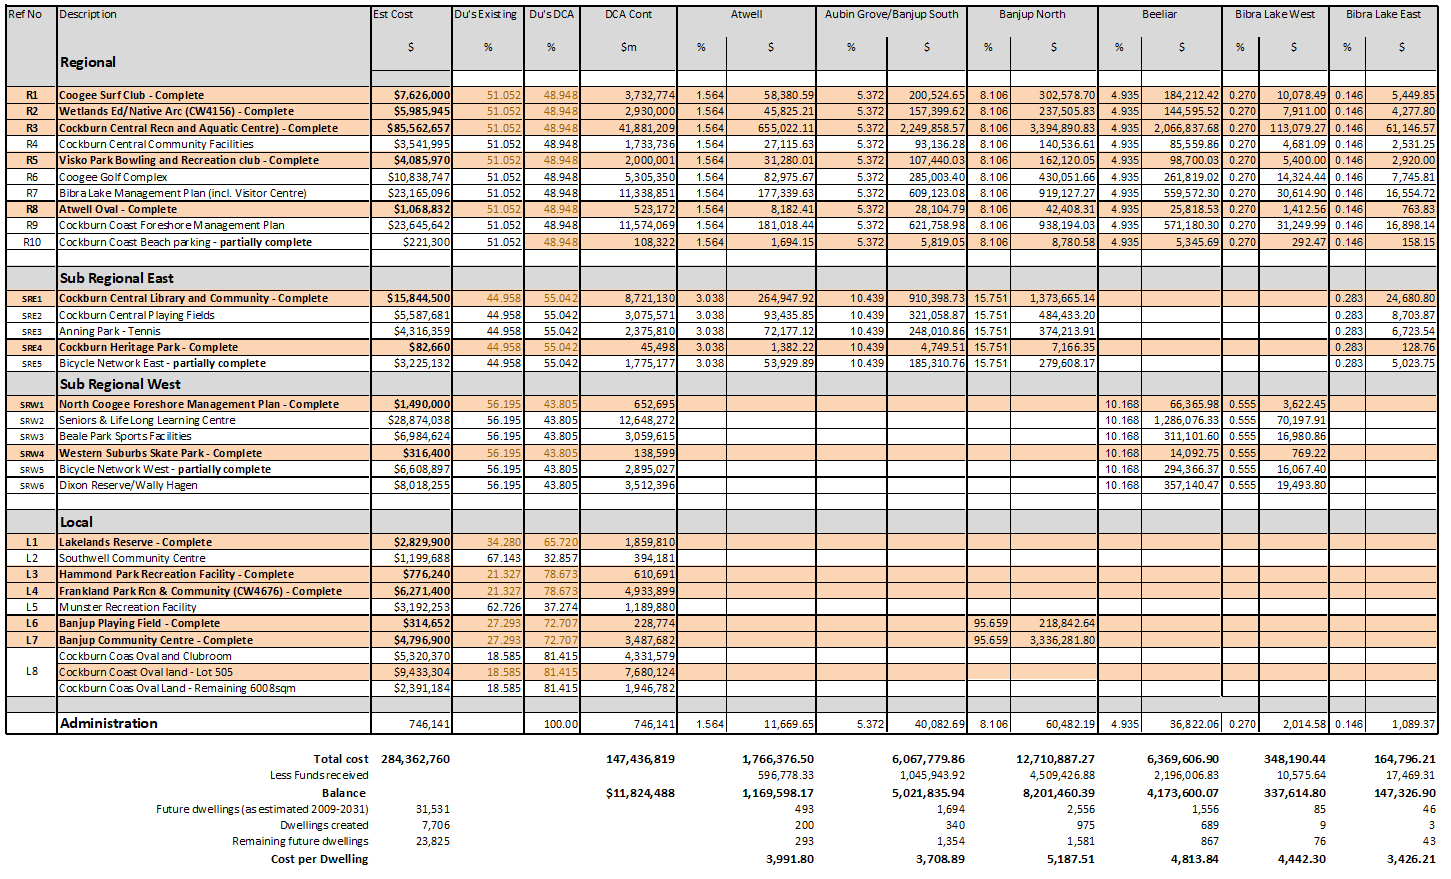 Ref No Description Est Cost Du's Existing Du's DCA DCA Cont Atwell Aubin Grove/Banjup South Banjup North Beeliar Bibra Lake West Bibra Lake East
$ % % $m % $ % $ % $ % $ % $ % $
Regional
R1 Coogee Surf Club - Complete $7,626,000 51.052 48.948 3,732,774 1.564 58,380.59 5.372 200,524.65 8.106 302,578.70 4.935 184,212.42 0.270 10,078.49 0.146 5,449.85
R2 Wetlands Ed/Native Arc (CW4156) - Complete $5,985,945 51.052 48.948 2,930,000 1.564 45,825.21 5.372 157,399.62 8.106 237,505.83 4.935 144,595.52 0.270 7,911.00 0.146 4,277.80
R3 Cockburn Central Recn and Aquatic Centre) - Complete $85,562,657 51.052 48.948 41,881,209 1.564 655,022.11 5.372 2,249,858.57 8.106 3,394,890.83 4.935 2,066,837.68 0.270 113,079.27 0.146 61,146.57
R4 Cockburn Central Community Facilities $3,541,995 51.052 48.948 1,733,736 1.564 27,115.63 5.372 93,136.28 8.106 140,536.61 4.935 85,559.86 0.270 4,681.09 0.146 2,531.25
R5 Visko Park Bowling and Recreation club - Complete $4,085,970 51.052 48.948 2,000,001 1.564 31,280.01 5.372 107,440.03 8.106 162,120.05 4.935 98,700.03 0.270 5,400.00 0.146 2,920.00
R6 Coogee Golf Complex $10,838,747 51.052 48.948 5,305,350 1.564 82,975.67 5.372 285,003.40 8.106 430,051.66 4.935 261,819.02 0.270 14,324.44 0.146 7,745.81
R7 Bibra Lake Management Plan (incl. Visitor Centre) $23,165,096 51.052 48.948 11,338,851 1.564 177,339.63 5.372 609,123.08 8.106 919,127.27 4.935 559,572.30 0.270 30,614.90 0.146 16,554.72
R8 Atwell Oval - Complete $1,068,832 51.052 48.948 523,172 1.564 8,182.41 5.372 28,104.79 8.106 42,408.31 4.935 25,818.53 0.270 1,412.56 0.146 763.83
R9 Cockburn Coast Foreshore Management Plan $23,645,642 51.052 48.948 11,574,069 1.564 181,018.44 5.372 621,758.98 8.106 938,194.03 4.935 571,180.30 0.270 31,249.99 0.146 16,898.14
R10 Cockburn Coast Beach parking - partially complete $221,300 51.052 48.948 108,322 1.564 1,694.15 5.372 5,819.05 8.106 8,780.58 4.935 5,345.69 0.270 292.47 0.146 158.15
Sub Regional East
SRE1 Cockburn Central Library and Community - Complete $15,844,500 44.958 55.042 8,721,130 3.038 264,947.92 10.439 910,398.73 15.751 1,373,665.14 0.283 24,680.80
SRE2 Cockburn Central Playing Fields $5,587,681 44.958 55.042 3,075,571 3.038 93,435.85 10.439 321,058.87 15.751 484,433.20 0.283 8,703.87
SRE3 Anning Park - Tennis $4,316,359 44.958 55.042 2,375,810 3.038 72,177.12 10.439 248,010.86 15.751 374,213.91 0.283 6,723.54
SRE4 Cockburn Heritage Park - Complete $82,660 44.958 55.042 45,498 3.038 1,382.22 10.439 4,749.51 15.751 7,166.35 0.283 128.76
SRE5 Bicycle Network East - partially complete $3,225,132 44.958 55.042 1,775,177 3.038 53,929.89 10.439 185,310.76 15.751 279,608.17 0.283 5,023.75
Sub Regional West
SRW1 North Coogee Foreshore Management Plan - Complete $1,490,000 56.195 43.805 652,695 10.168 66,365.98 0.555 3,622.45
SRW2 Seniors & Life Long Learning Centre $28,874,038 56.195 43.805 12,648,272 10.168 1,286,076.33 0.555 70,197.91
SRW3 Beale Park Sports Facilities $6,984,624 56.195 43.805 3,059,615 10.168 311,101.60 0.555 16,980.86
SRW4 Western Suburbs Skate Park - Complete $316,400 56.195 43.805 138,599 10.168 14,092.75 0.555 769.22
SRW5 Bicycle Network West - partially complete $6,608,897 56.195 43.805 2,895,027 10.168 294,366.37 0.555 16,067.40
SRW6 Dixon Reserve/Wally Hagen $8,018,255 56.195 43.805 3,512,396 10.168 357,140.47 0.555 19,493.80
Local
L1 Lakelands Reserve - Complete $2,829,900 34.280 65.720 1,859,810
L2 Southwell Community Centre $1,199,688 67.143 32.857 394,181
L3 Hammond Park Recreation Facility - Complete $776,240 21.327 78.673 610,691
L4 Frankland Park Rcn & Community (CW4676) - Complete $6,271,400 21.327 78.673 4,933,899
L5 Munster Recreation Facility $3,192,253 62.726 37.274 1,189,880
L6 Banjup Playing Field - Complete $314,652 27.293 72.707 228,774 95.659 218,842.64
L7 Banjup Community Centre - Complete $4,796,900 27.293 72.707 3,487,682 95.659 3,336,281.80
Cockburn Coas Oval and Clubroom $5,320,370 18.585 81.415 4,331,579
L8 Cockburn Coast Oval land - Lot 505 $9,433,304 18.585 81.415 7,680,124
Cockburn Coas Oval Land - Remaining 6008sqm $2,391,184 18.585 81.415 1,946,782
Administration 746,141 100.00 746,141 1.564 11,669.65 5.372 40,082.69 8.106 60,482.19 4.935 36,822.06 0.270 2,014.58 0.146 1,089.37
Total cost 284,362,760 147,436,819 1,766,376.50 6,067,779.86 12,710,887.27 6,369,606.90 348,190.44 164,796.21
Less Funds received 596,778.33 1,045,943.92 4,509,426.88 2,196,006.83 10,575.64 17,469.31
Balance $11,824,488 1,169,598.17 5,021,835.94 8,201,460.39 4,173,600.07 337,614.80 147,326.90
Future dwellings (as estimated 2009-2031) 31,531 493 1,694 2,556 1,556 85 46
Dwellings created 7,706 200 340 975 689 9 3
Remaining future dwellings 23,825 293 1,354 1,581 867 76 43
Cost per Dwelling 3,991.80 3,708.89 5,187.51 4,813.84 4,442.30 3,426.21